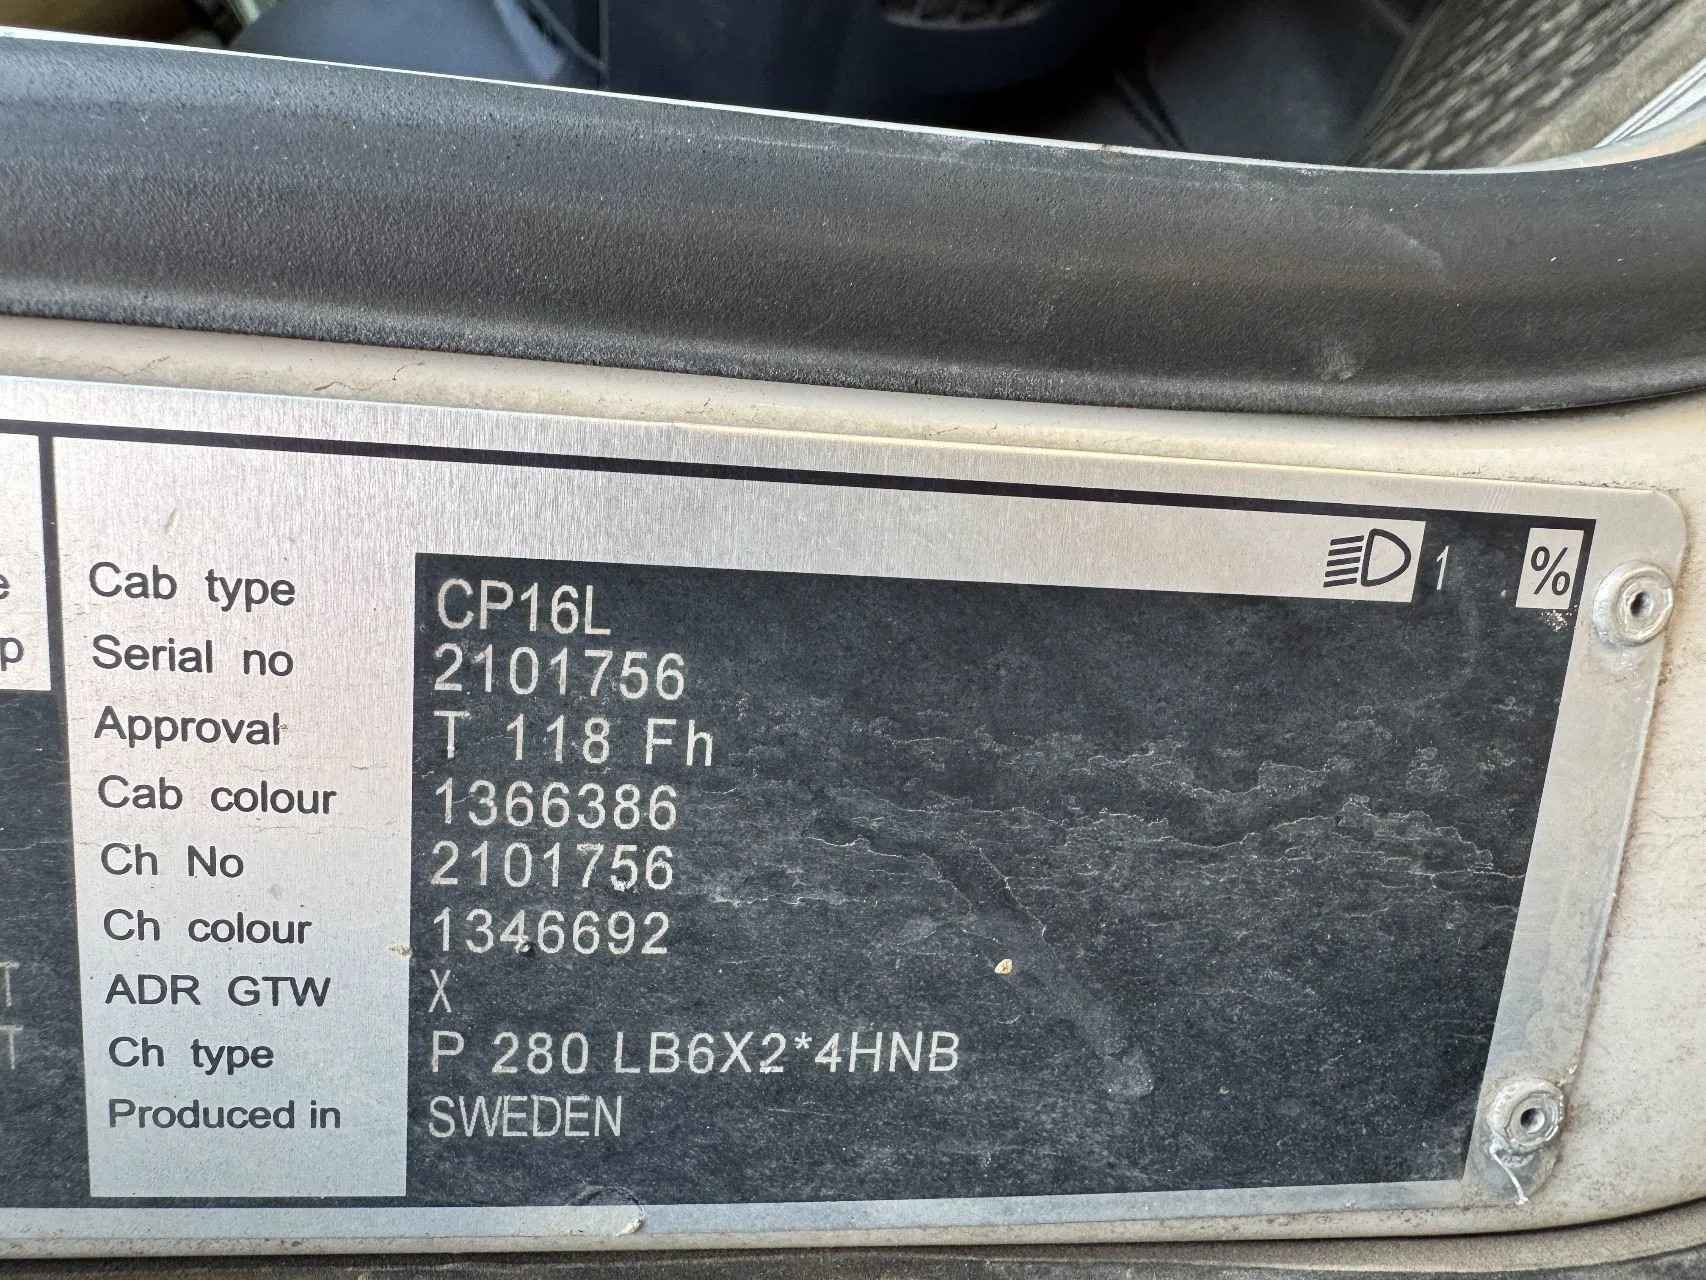 1 %
Cab type CP16L
Serial no 2101756
Approval T 118 Fh
Cab colour 1366386
Ch No 2101756
Ch colour 1346692
ADR GTW X
Ch type P 280 LB6X2*4HNB
Produced in SWEDEN
e
p
T
T